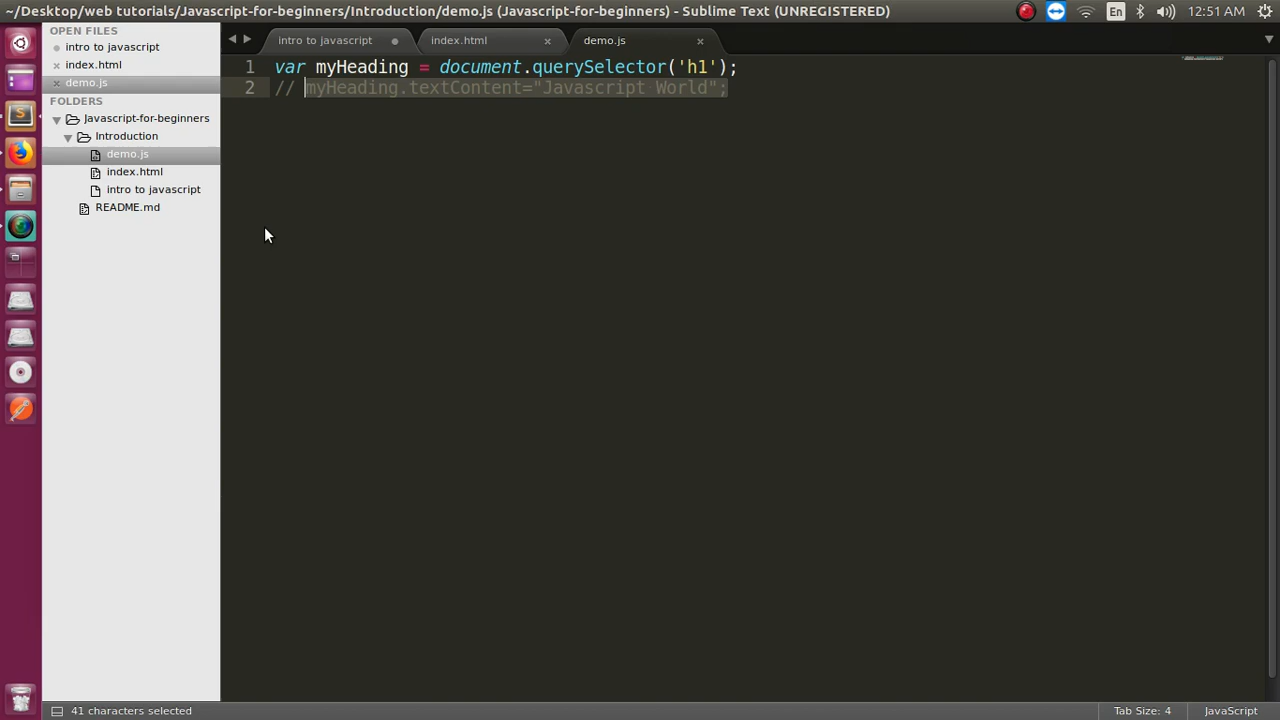 ~/Desktop/web tutorials/Javascript-for-beginners/Introduction/demo.js (Javascript-for-beginners) - Sublime Text (UNREGISTERED)
En
12:51 AM
OPEN FILES
intro to javascript
index.html
demo.js
FOLDERS
Javascript-for-beginners
Introduction
demo.js
index.html
intro to javascript
README.md
intro to javascript
index.html
demo.js
1 var myHeading = document.querySelector('h1');
2 // myHeading.textContent="Javascript World";
41 characters selected
Tab Size: 4
JavaScript